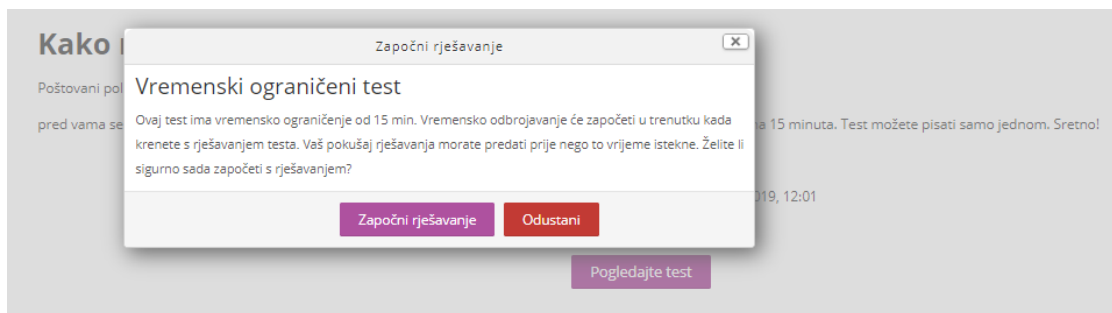 Kako
Započni rješavanje
Vremenski ograničeni test
Poštovani
Ovaj test ima vremensko ograničenje od 15 min. Vremensko odbrojavanje će započeti u trenutku kada
pred vama se
15 minuta. Test možete pisati samo jednom. Sretno!
krenete s rješavanjem testa. Vaš pokušaj rješavanja morate predati prije nego to vrijeme istekne. Želite li
sigurno sada započeti s rješavanjem?
12:01
Započni rješavanje Odustani
Pogledajte test